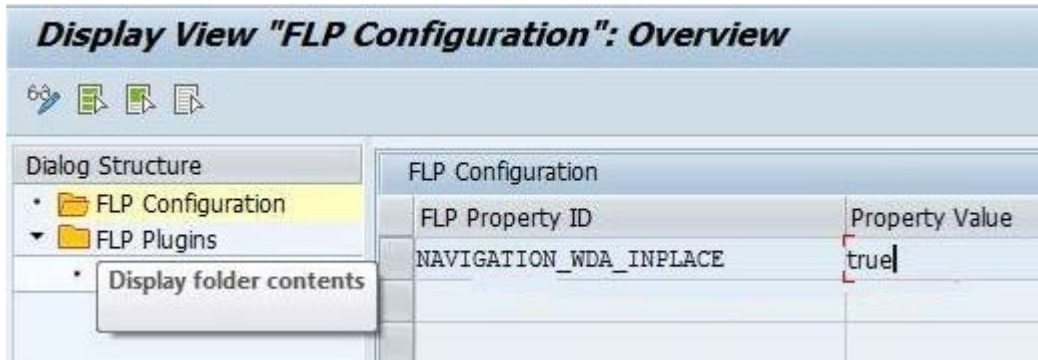 Display View "FLP Configuration": Overview
Dialog Structure
FLP Configuration
FLP Plugins
Display folder contents
FLP Configuration
FLP Property ID Property Value
NAVIGATION_WDA_INPLACE true